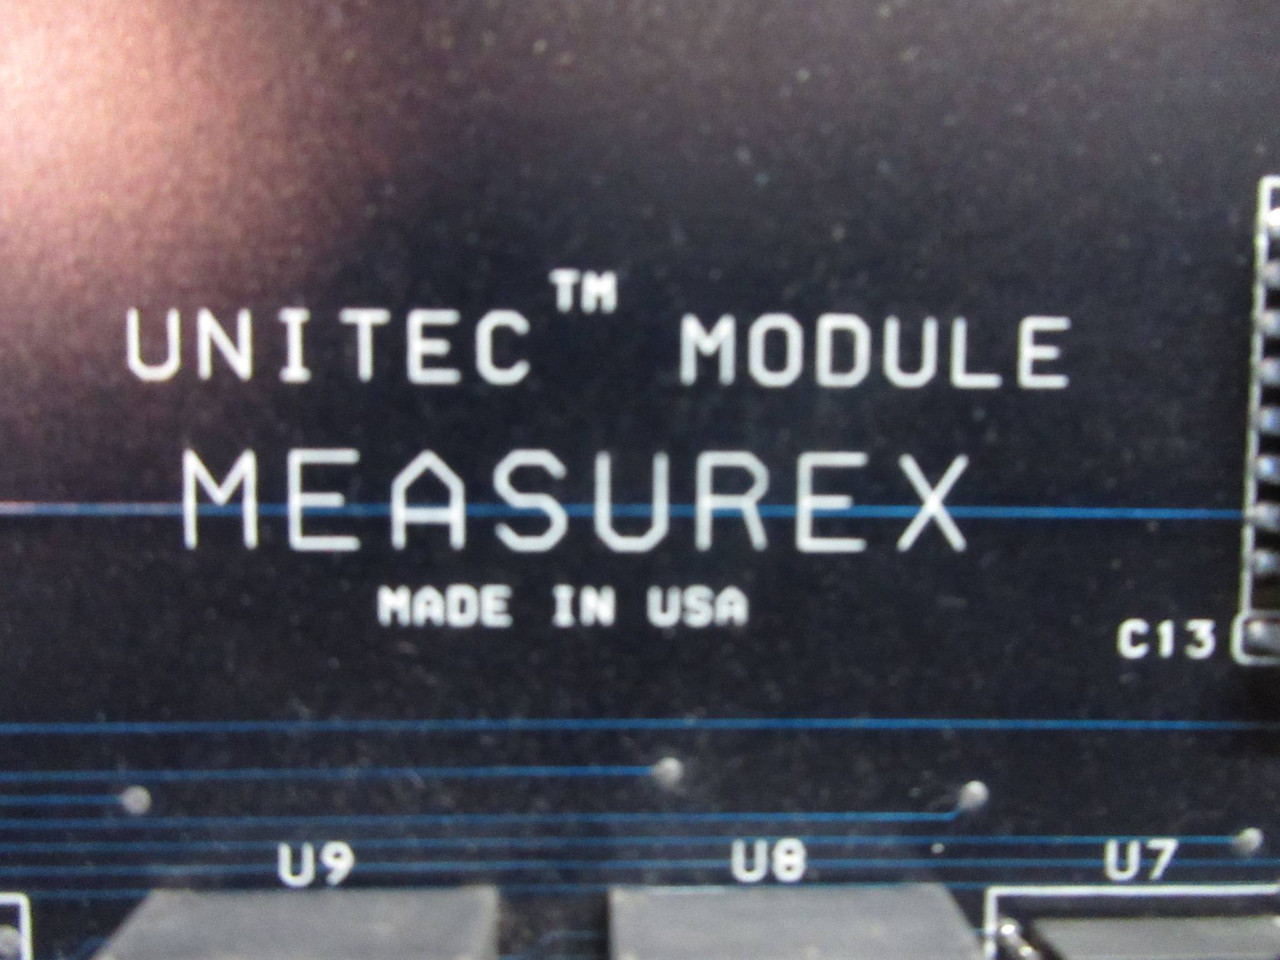 UNITEC™ MODULE
MEASUREX
MADE IN USA
C13
U9 U8 U7